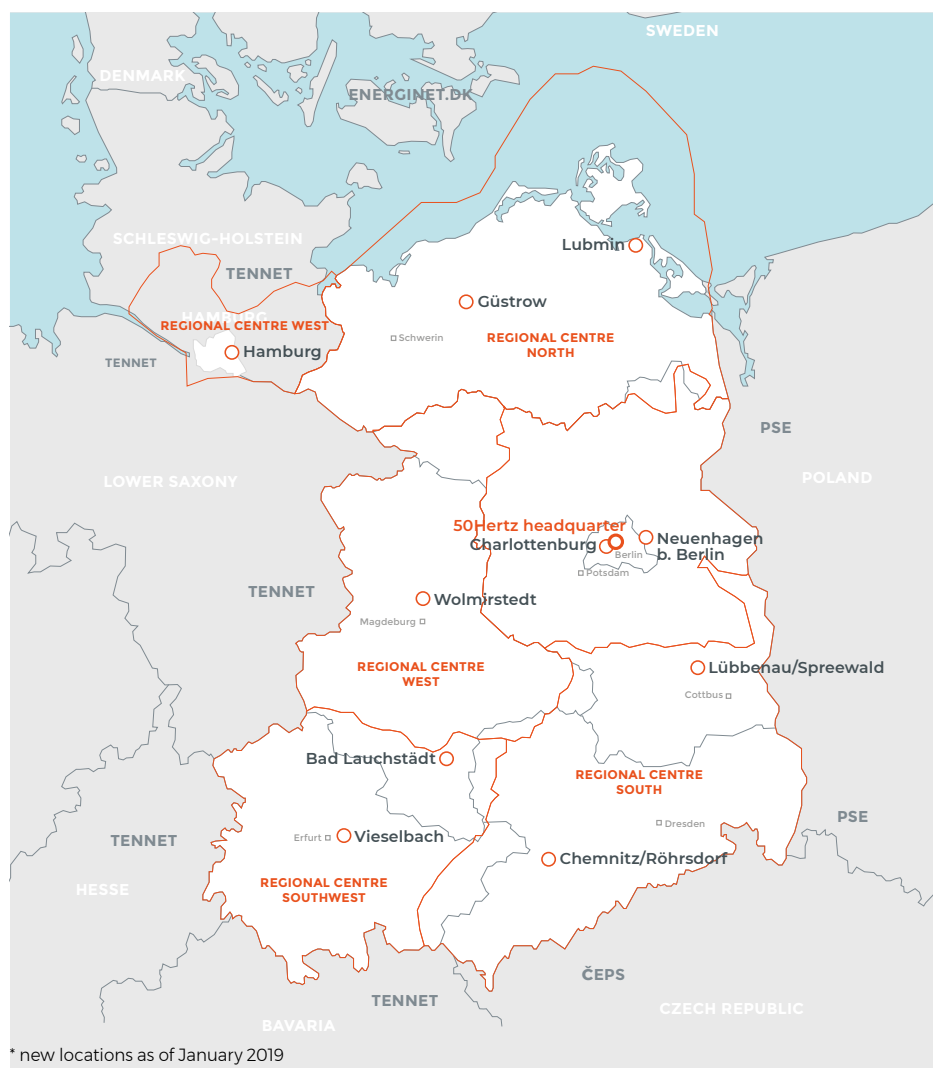 SWEDEN
DENMARK
ENERGINET.DK
SCHLESWIG-HOLSTEIN
Lubmin
TENNET
Güstrow
HAMBURG
REGIONAL CENTRE WEST
Schwerin
REGIONAL CENTRE
NORTH
Hamburg
TENNET
PSE
LOWER SAXONY
POLAND
50Hertz headquarter
Charlottenburg
Neuenhagen
b. Berlin
Berlin
Potsdam
TENNET
Wolmirstedt
Magdeburg
REGIONAL CENTRE
WEST
Lübbenau/Spreewald
Cottbus
Bad Lauchstädt
REGIONAL CENTRE
SOUTH
PSE
Dresden
TENNET
Erfurt
Vieselbach
Chemnitz/Röhrsdorf
HESSE
REGIONAL CENTRE
SOUTHWEST
ČEPS
TENNET
CZECH REPUBLIC
BAVARIA
* new locations as of January 2019